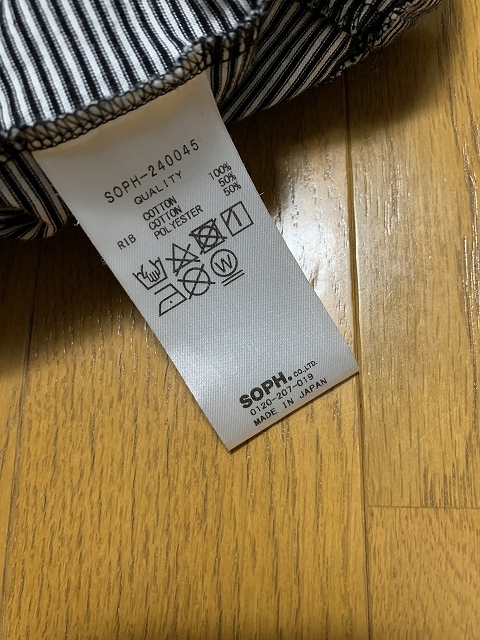 SOPH-240045
QUALITY
COTTON 100%
RIB COTTON 50%
POLYESTER 50%
W
SOPH. CO.,LTD.
0120-207-019
MADE IN JAPAN